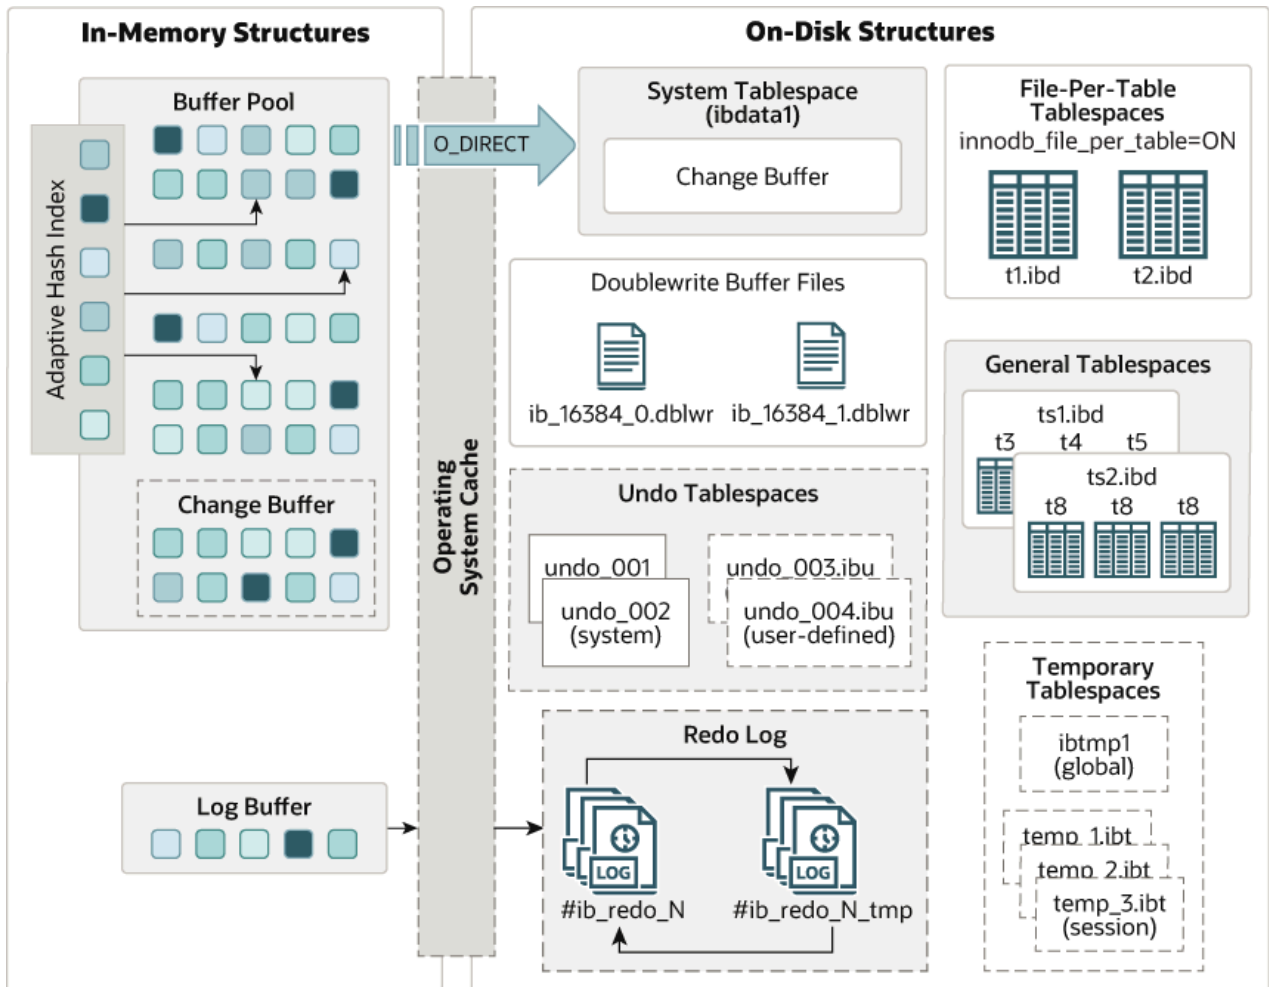 In-Memory Structures
Buffer Pool
Adaptive Hash Index
Change Buffer
Log Buffer
Operating
System Cache
O_DIRECT
On-Disk Structures
System Tablespace
(ibdata1)
Change Buffer
Doublewrite Buffer Files
ib_16384_0.dblwr
ib_16384_1.dblwr
Undo Tablespaces
undo_001
undo_002
(system)
undo_003.ibu
undo_004.ibu
(user-defined)
Redo Log
LOG
LOG
#ib_redo_N
#ib_redo_N_tmp
File-Per-Table
Tablespaces
innodb_file_per_table=ON
t1.ibd
t2.ibd
General Tablespaces
ts1.ibd
t3 t4 t5
ts2.ibd
t8 t8 t8
Temporary
Tablespaces
ibtmp1
(global)
temp_1.ibt
temp_2.ibt
temp_3.ibt
(session)